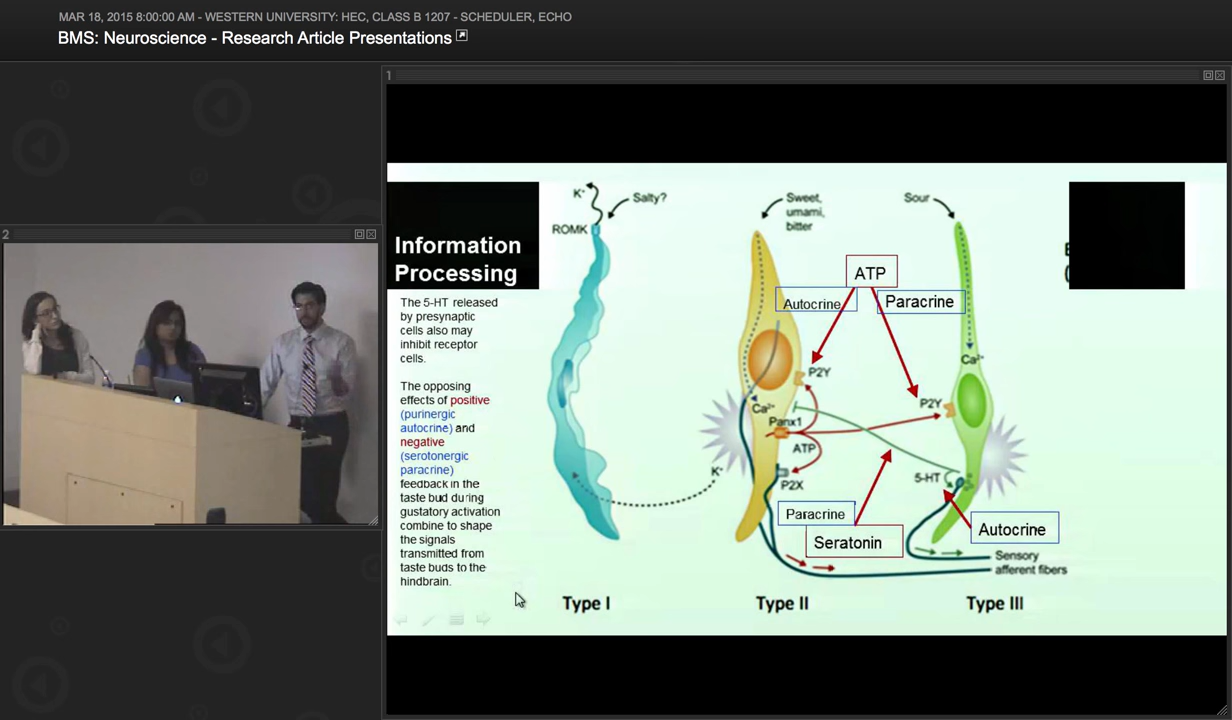 MAR 18, 2015 8:00:00 AM - WESTERN UNIVERSITY: HEC, CLASS B 1207 - SCHEDULER, ECHO
BMS: Neuroscience - Research Article Presentations
1
2
Information
Processing
The 5-HT released
by presynaptic
cells also may
inhibit receptor
cells.
The opposing
effects of positive
(purinergic
autocrine) and
negative
(serotonergic
paracrine)
feedback in the
taste bud during
gustatory activation
combine to shape
the signals
transmitted from
taste buds to the
hindbrain.
K+
Salty?
ROMK
Sweet,
umami,
bitter
Sour
ATP
Autocrine
Paracrine
Ca2+
P2Y
P2Y
Ca2+
Panx1
ATP
K+
P2X
5-HT
Paracrine
Seratonin
Autocrine
Sensory
afferent fibers
Type I
Type II
Type III